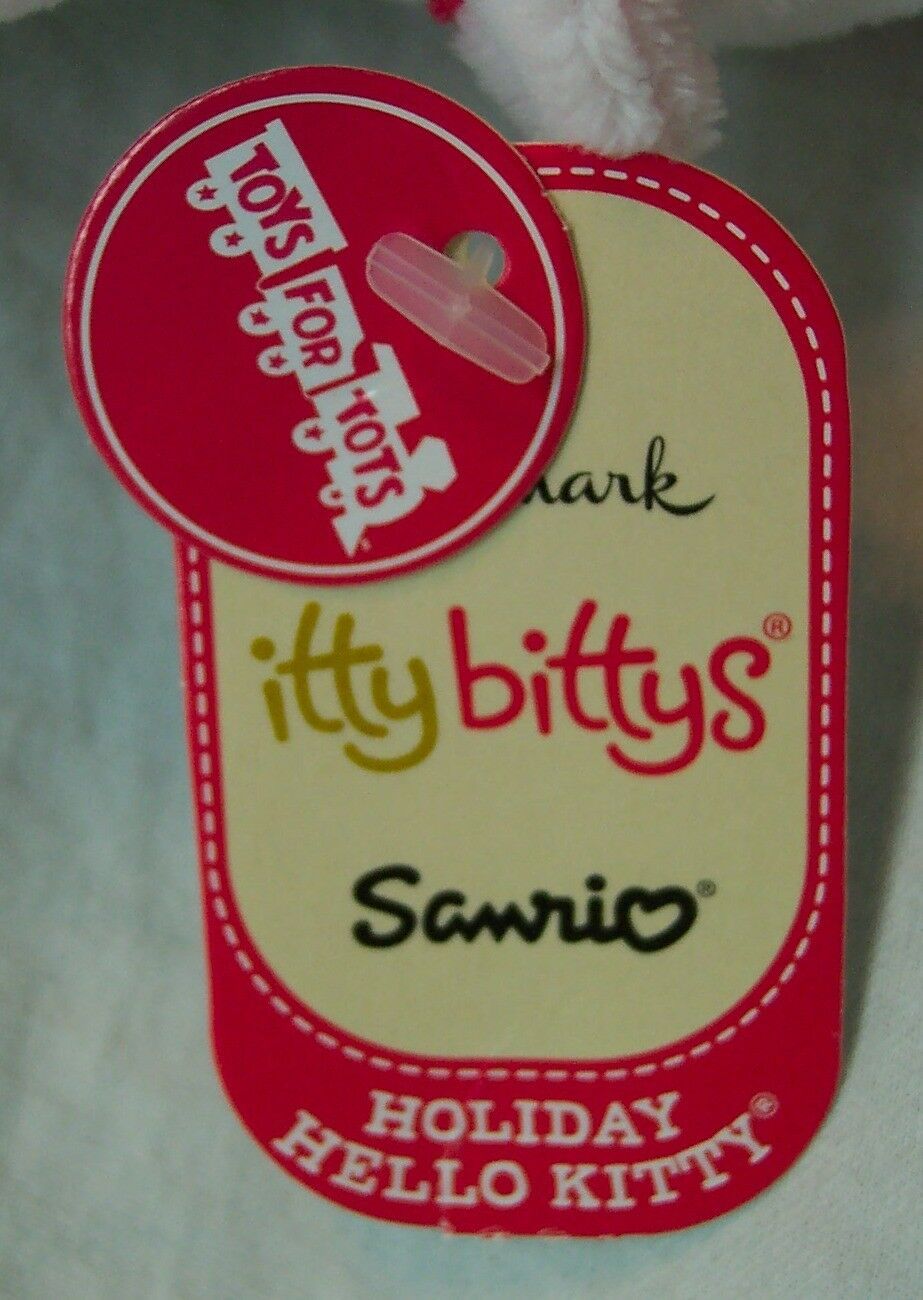 TOYS FOR TOTS
mark
itty bittys®
Sanrio®
HOLIDAY
HELLO KITTY®